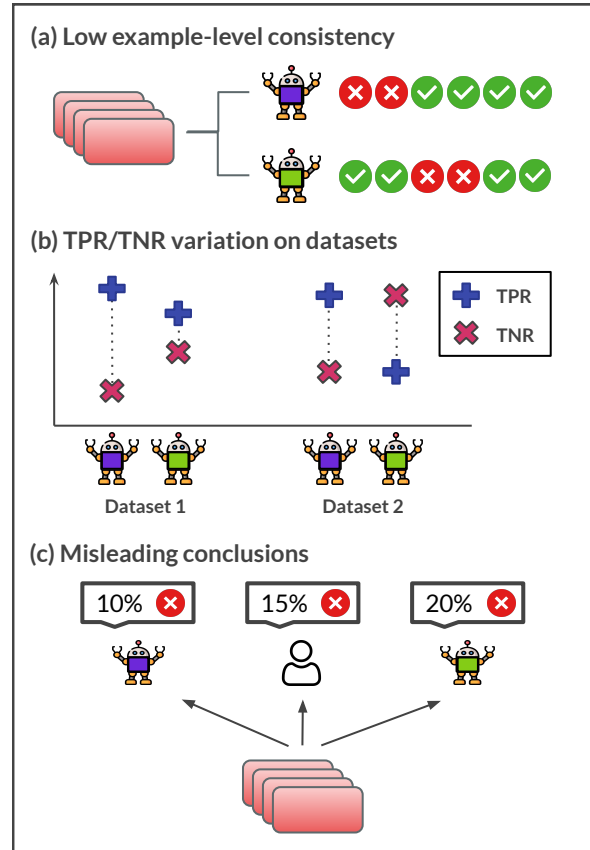 (a) Low example-level consistency
(b) TPR/TNR variation on datasets
TPR
TNR
Dataset 1
Dataset 2
(c) Misleading conclusions
10%
15%
20%